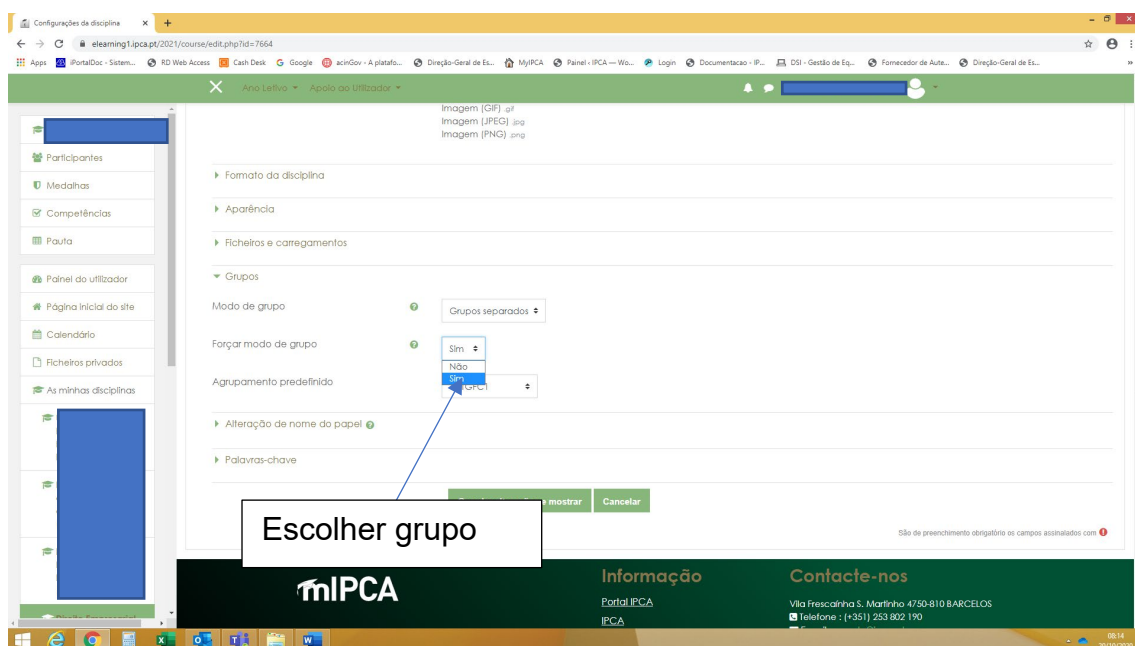 Configurações da disciplina
elearning1.ipca.pt/2021/course/edit.php?id=7664
Apps iPortalDoc - Sistem... RD Web Access Cash Desk Google acinGov - A platafo... Direção-Geral de Es... MyIPCA Painel ‹ IPCA — Wo... Login Documentacao - IP... DSI - Gestão de Eq... Fornecedor de Aute... Direção-Geral de Es... »
Ano Letivo Apoio ao Utilizador
Imagem (GIF) .gif
Imagem (JPEG) .jpg
Imagem (PNG) .png
Participantes
Medalhas
Competências
Pauta
Painel do utilizador
Página inicial do site
Calendário
Ficheiros privados
As minhas disciplinas
Formato da disciplina
Aparência
Ficheiros e carregamentos
Grupos
Modo de grupo
Grupos separados
Forçar modo de grupo
Sim
Não
Sim
Agrupamento predefinido
Alteração de nome do papel
Palavras-chave
mostrar
Cancelar
Escolher grupo
São de preenchimento obrigatório os campos assinalados com
mIPCA
Informação
Portal IPCA
IPCA
Contacte-nos
Vila Frescainha S. Martinho 4750-810 BARCELOS
Telefone : (+351) 253 802 190
08:14